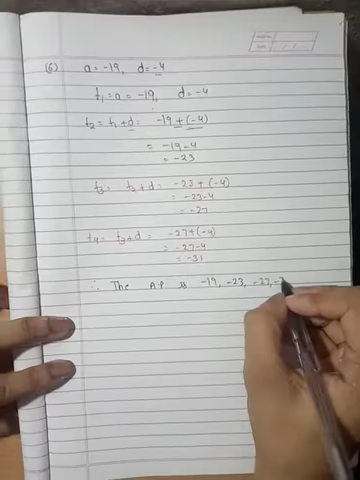 (6) a = -19, d = -4
t₁ = a = -19, d = -4
t₂ = t₁ + d = -19 + (-4)
= -19 - 4
= -23
t₃ = t₂ + d = -23 + (-4)
= -23 - 4
= -27
t₄ = t₃ + d = -27 + (-4)
= -27 - 4
= -31
∴ The A.P is -19, -23, -27, -3